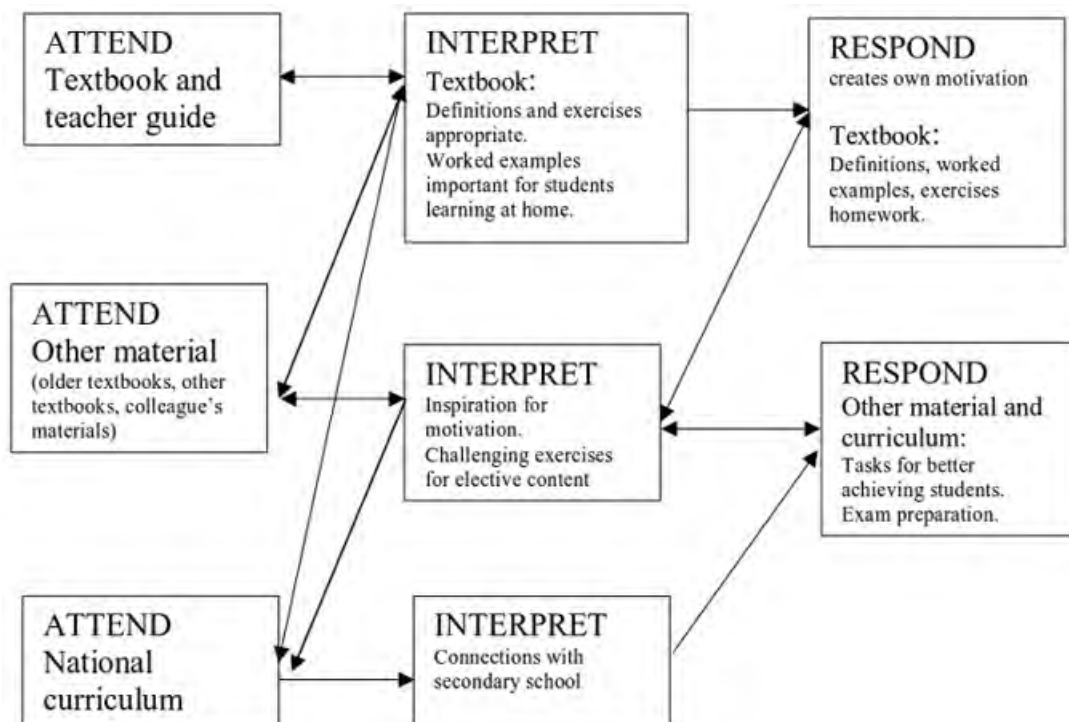 ATTEND
Textbook and
teacher guide
INTERPRET
Textbook:
Definitions and exercises
appropriate.
Worked examples
important for students
learning at home.
RESPOND
creates own motivation
Textbook:
Definitions, worked
examples, exercises
homework.
ATTEND
Other material
(older textbooks, other
textbooks, colleague's
materials)
INTERPRET
Inspiration for
motivation.
Challenging exercises
for elective content
RESPOND
Other material and
curriculum:
Tasks for better
achieving students.
Exam preparation.
ATTEND
National
curriculum
INTERPRET
Connections with
secondary school